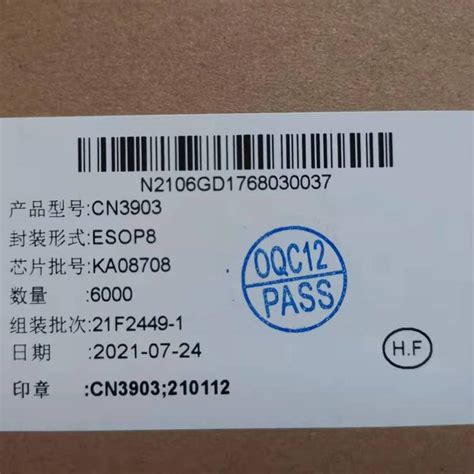 N2106GD1768030037
产品型号:CN3903
封装形式:ESOP8
芯片批号:KA08708
数量 :6000
组装批次:21F2449-1
日期 :2021-07-24
印章 :CN3903;210112
OQC12
PASS
H.F